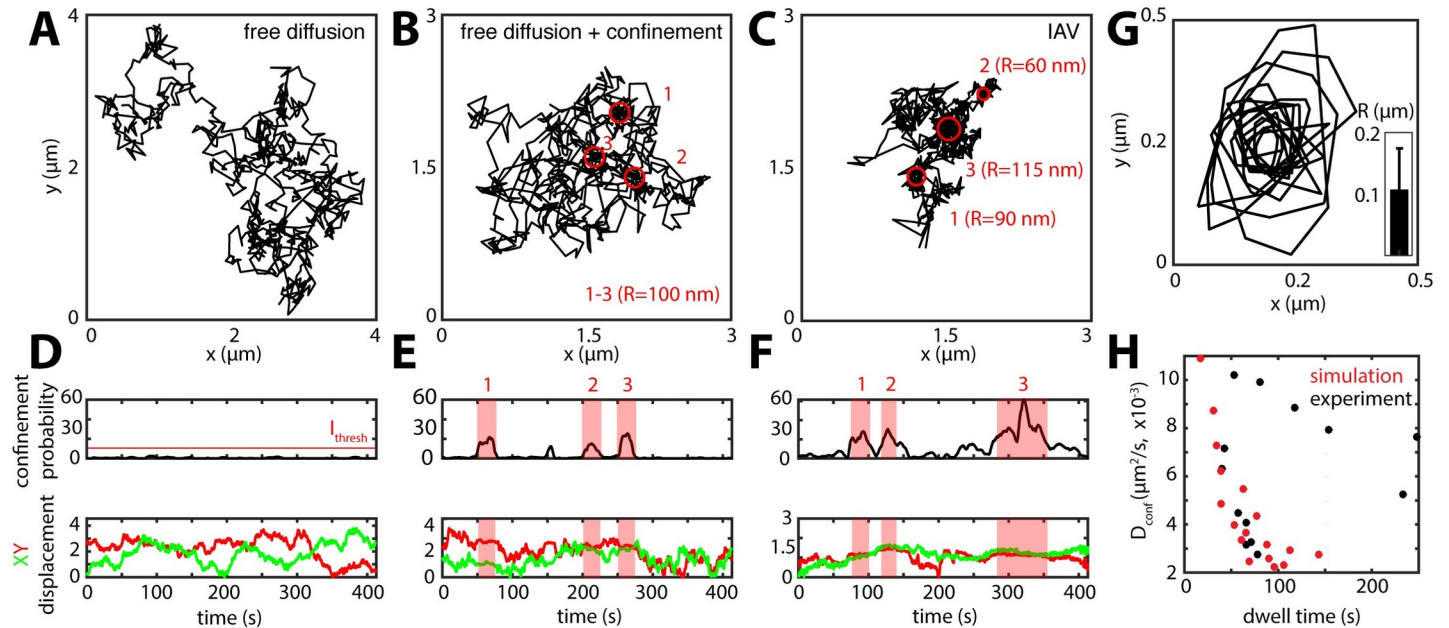 A
free diffusion
y (µm)
4
2
0
0
2
4
x (µm)
B
free diffusion + confinement
3
1.5
0
1
3
2
1-3 (R=100 nm)
0
1.5
3
x (µm)
C
IAV
3
1.5
0
2 (R=60 nm)
3 (R=115 nm)
1 (R=90 nm)
0
1.5
3
x (µm)
G
y (µm)
0.5
0.2
0
R (µm)
0.2
0.1
0
0.2
0.5
x (µm)
D
confinement
probability
60
30
0
Ithresh
XY
displacement
4
2
0
0
100
200
300
400
time (s)
E
1
2
3
60
30
0
4
2
0
0
100
200
300
400
time (s)
F
1
2
3
60
30
0
3
1.5
0
0
100
200
300
400
time (s)
H
simulation
experiment
Dconf (µm²/s, x10⁻³)
10
8
6
4
2
0
100
200
dwell time (s)